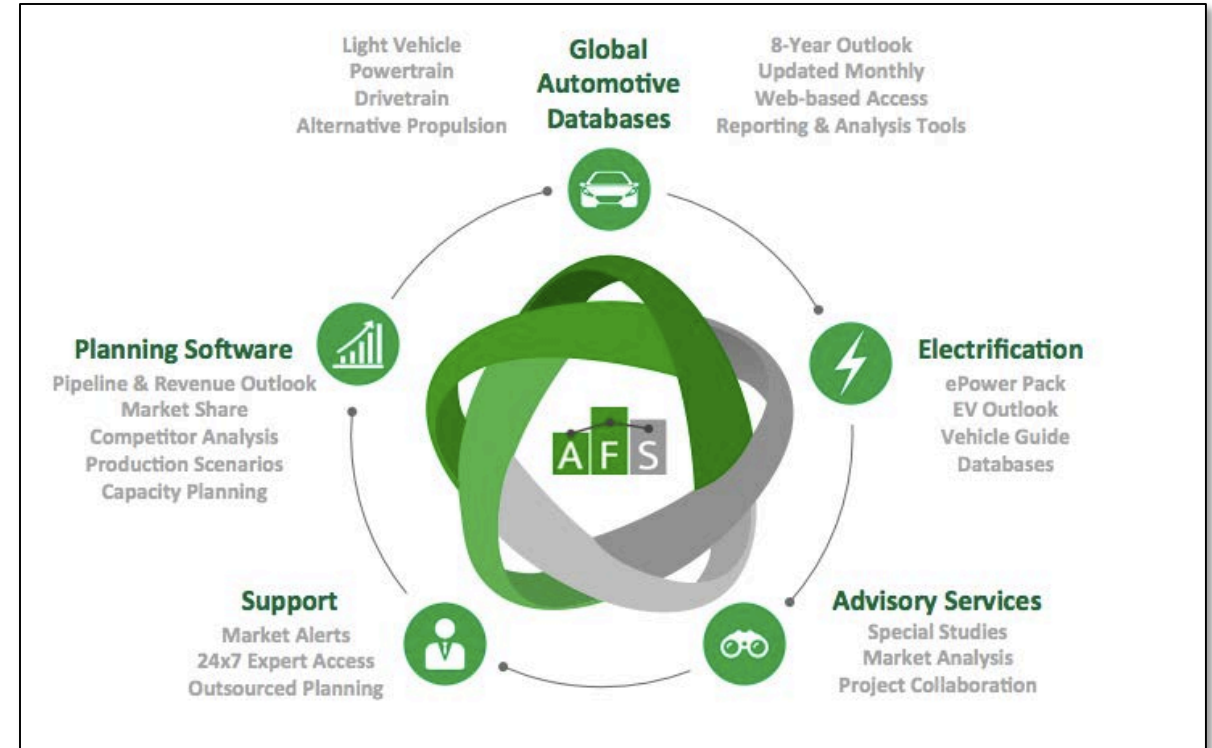 Light Vehicle
Powertrain
Drivetrain
Alternative Propulsion
Global
Automotive
Databases
8-Year Outlook
Updated Monthly
Web-based Access
Reporting & Analysis Tools
Planning Software
Pipeline & Revenue Outlook
Market Share
Competitor Analysis
Production Scenarios
Capacity Planning
AFS
Electrification
ePower Pack
EV Outlook
Vehicle Guide
Databases
Support
Market Alerts
24x7 Expert Access
Outsourced Planning
Advisory Services
Special Studies
Market Analysis
Project Collaboration